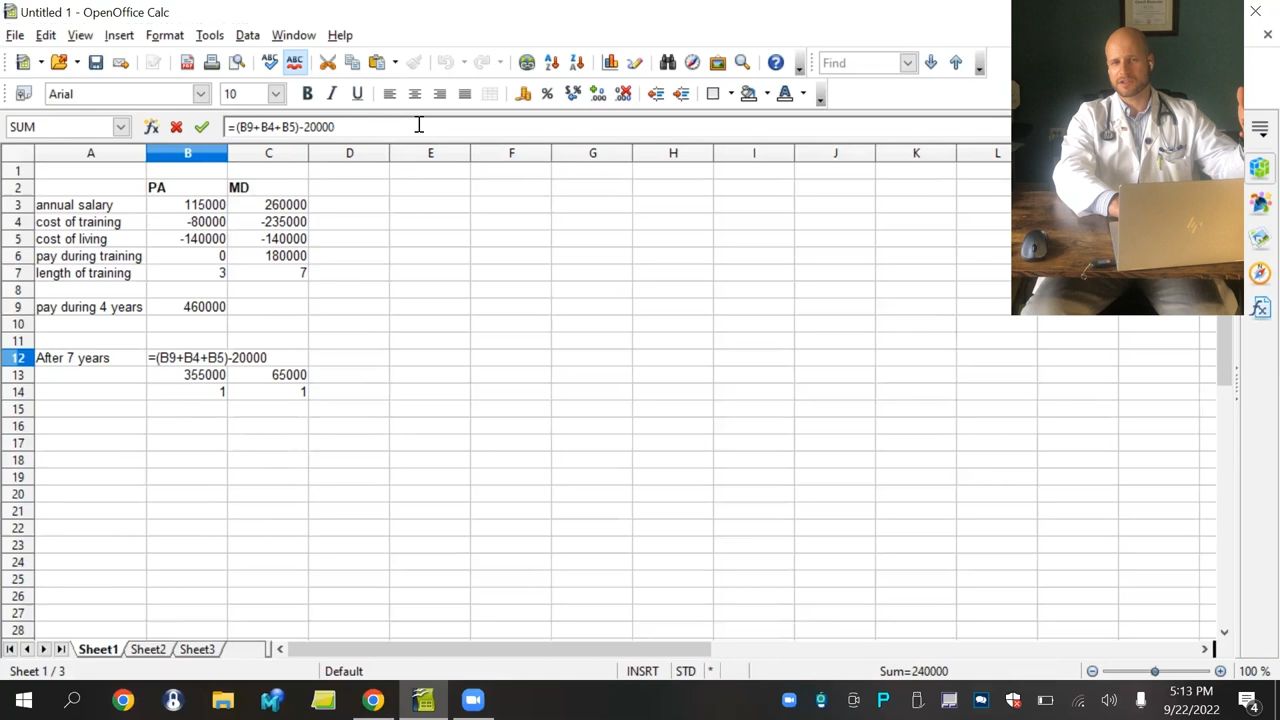 Untitled 1 - OpenOffice Calc
File Edit View Insert Format Tools Data Window Help
ABC ABC Find
Arial 10 B I U A
SUM =(B9+B4+B5)-20000
A B C D E F G H I J K L
1
2 PA MD
3 annual salary 115000 260000
4 cost of training -80000 -235000
5 cost of living -140000 -140000
6 pay during training 0 180000
7 length of training 3 7
8
9 pay during 4 years 460000
10
11
12 After 7 years =(B9+B4+B5)-20000
13 355000 65000
14 1 1
15
16
17
18
19
20
21
22
23
24
25
26
27
28
Sheet1 Sheet2 Sheet3
Sheet 1 / 3 Default INSRT STD * Sum=240000 100 %
5:13 PM
9/22/2022 4